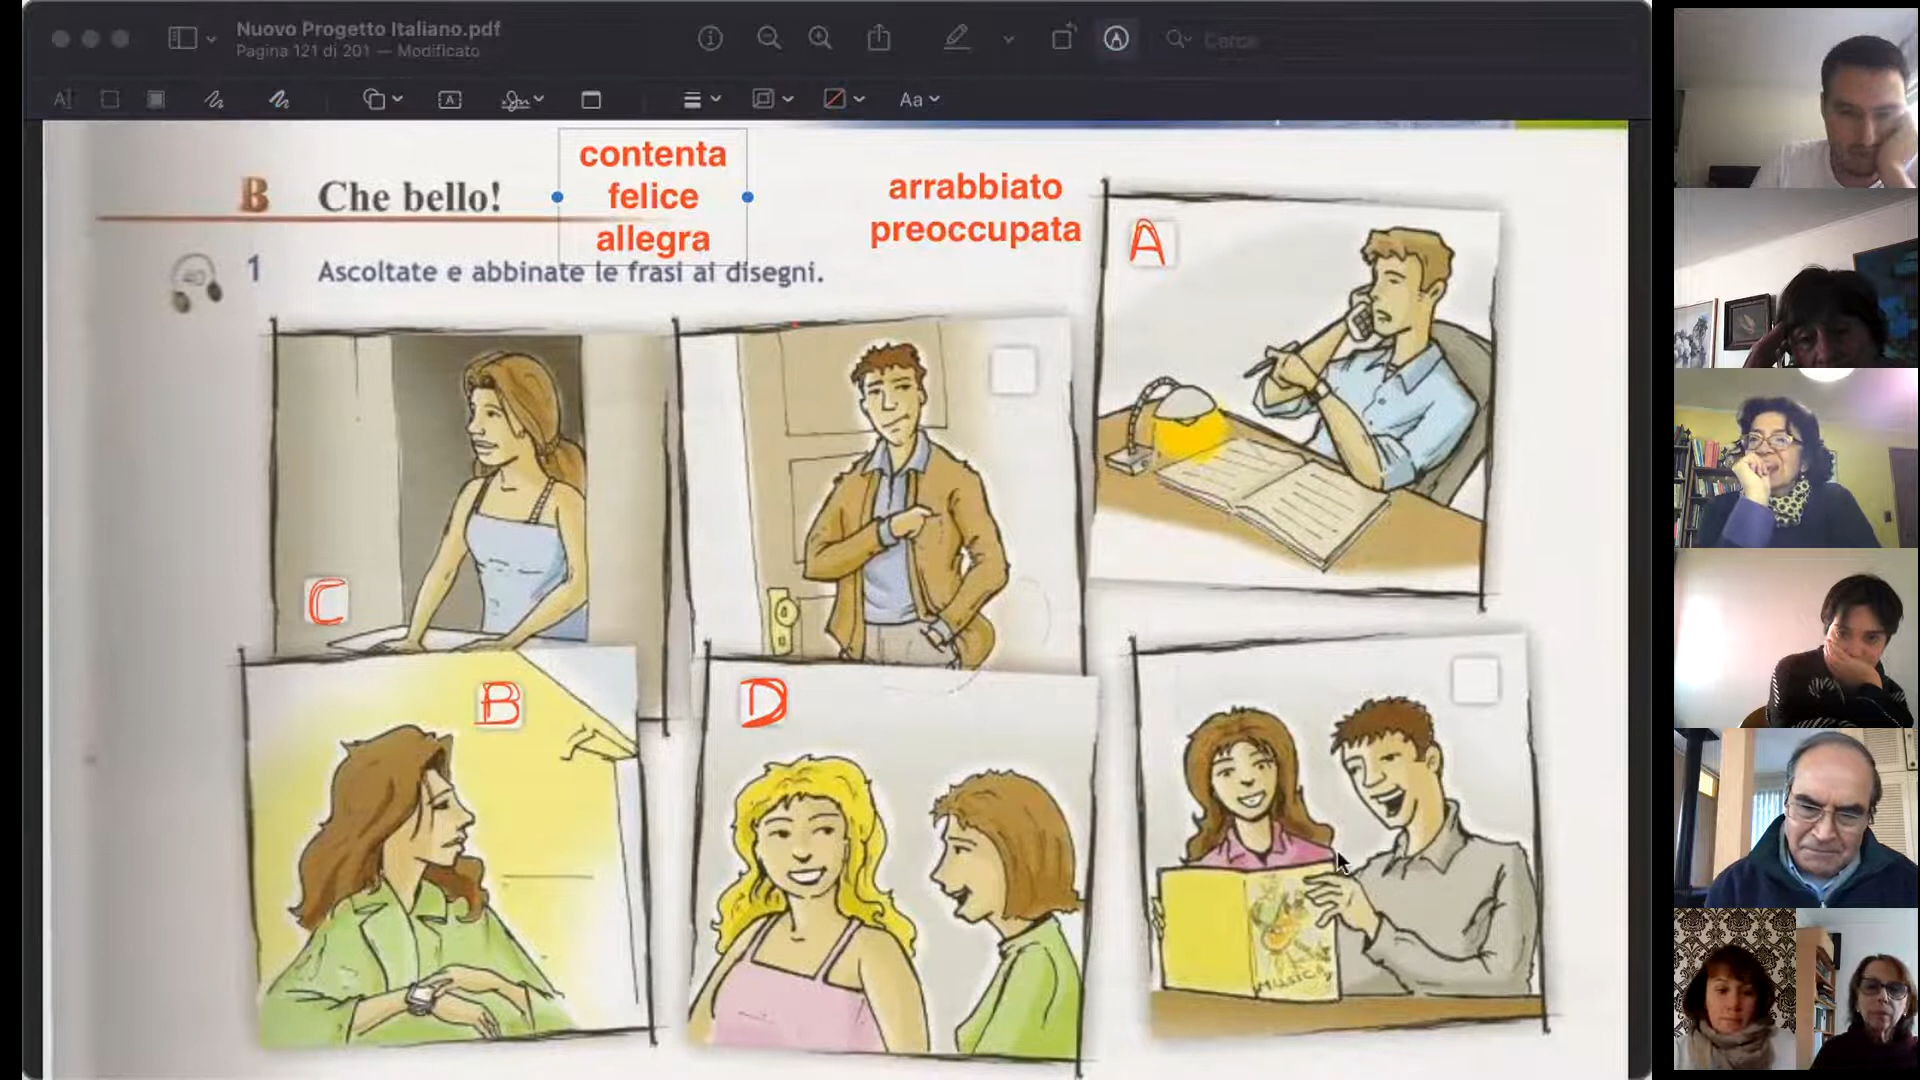 Nuovo Progetto Italiano.pdf
Pagina 121 di 201 — Modificato
Cerca
Aa
contenta
felice
allegra
arrabbiato
preoccupata
B Che bello!
1 Ascoltate e abbinate le frasi ai disegni.
A
C
B
D